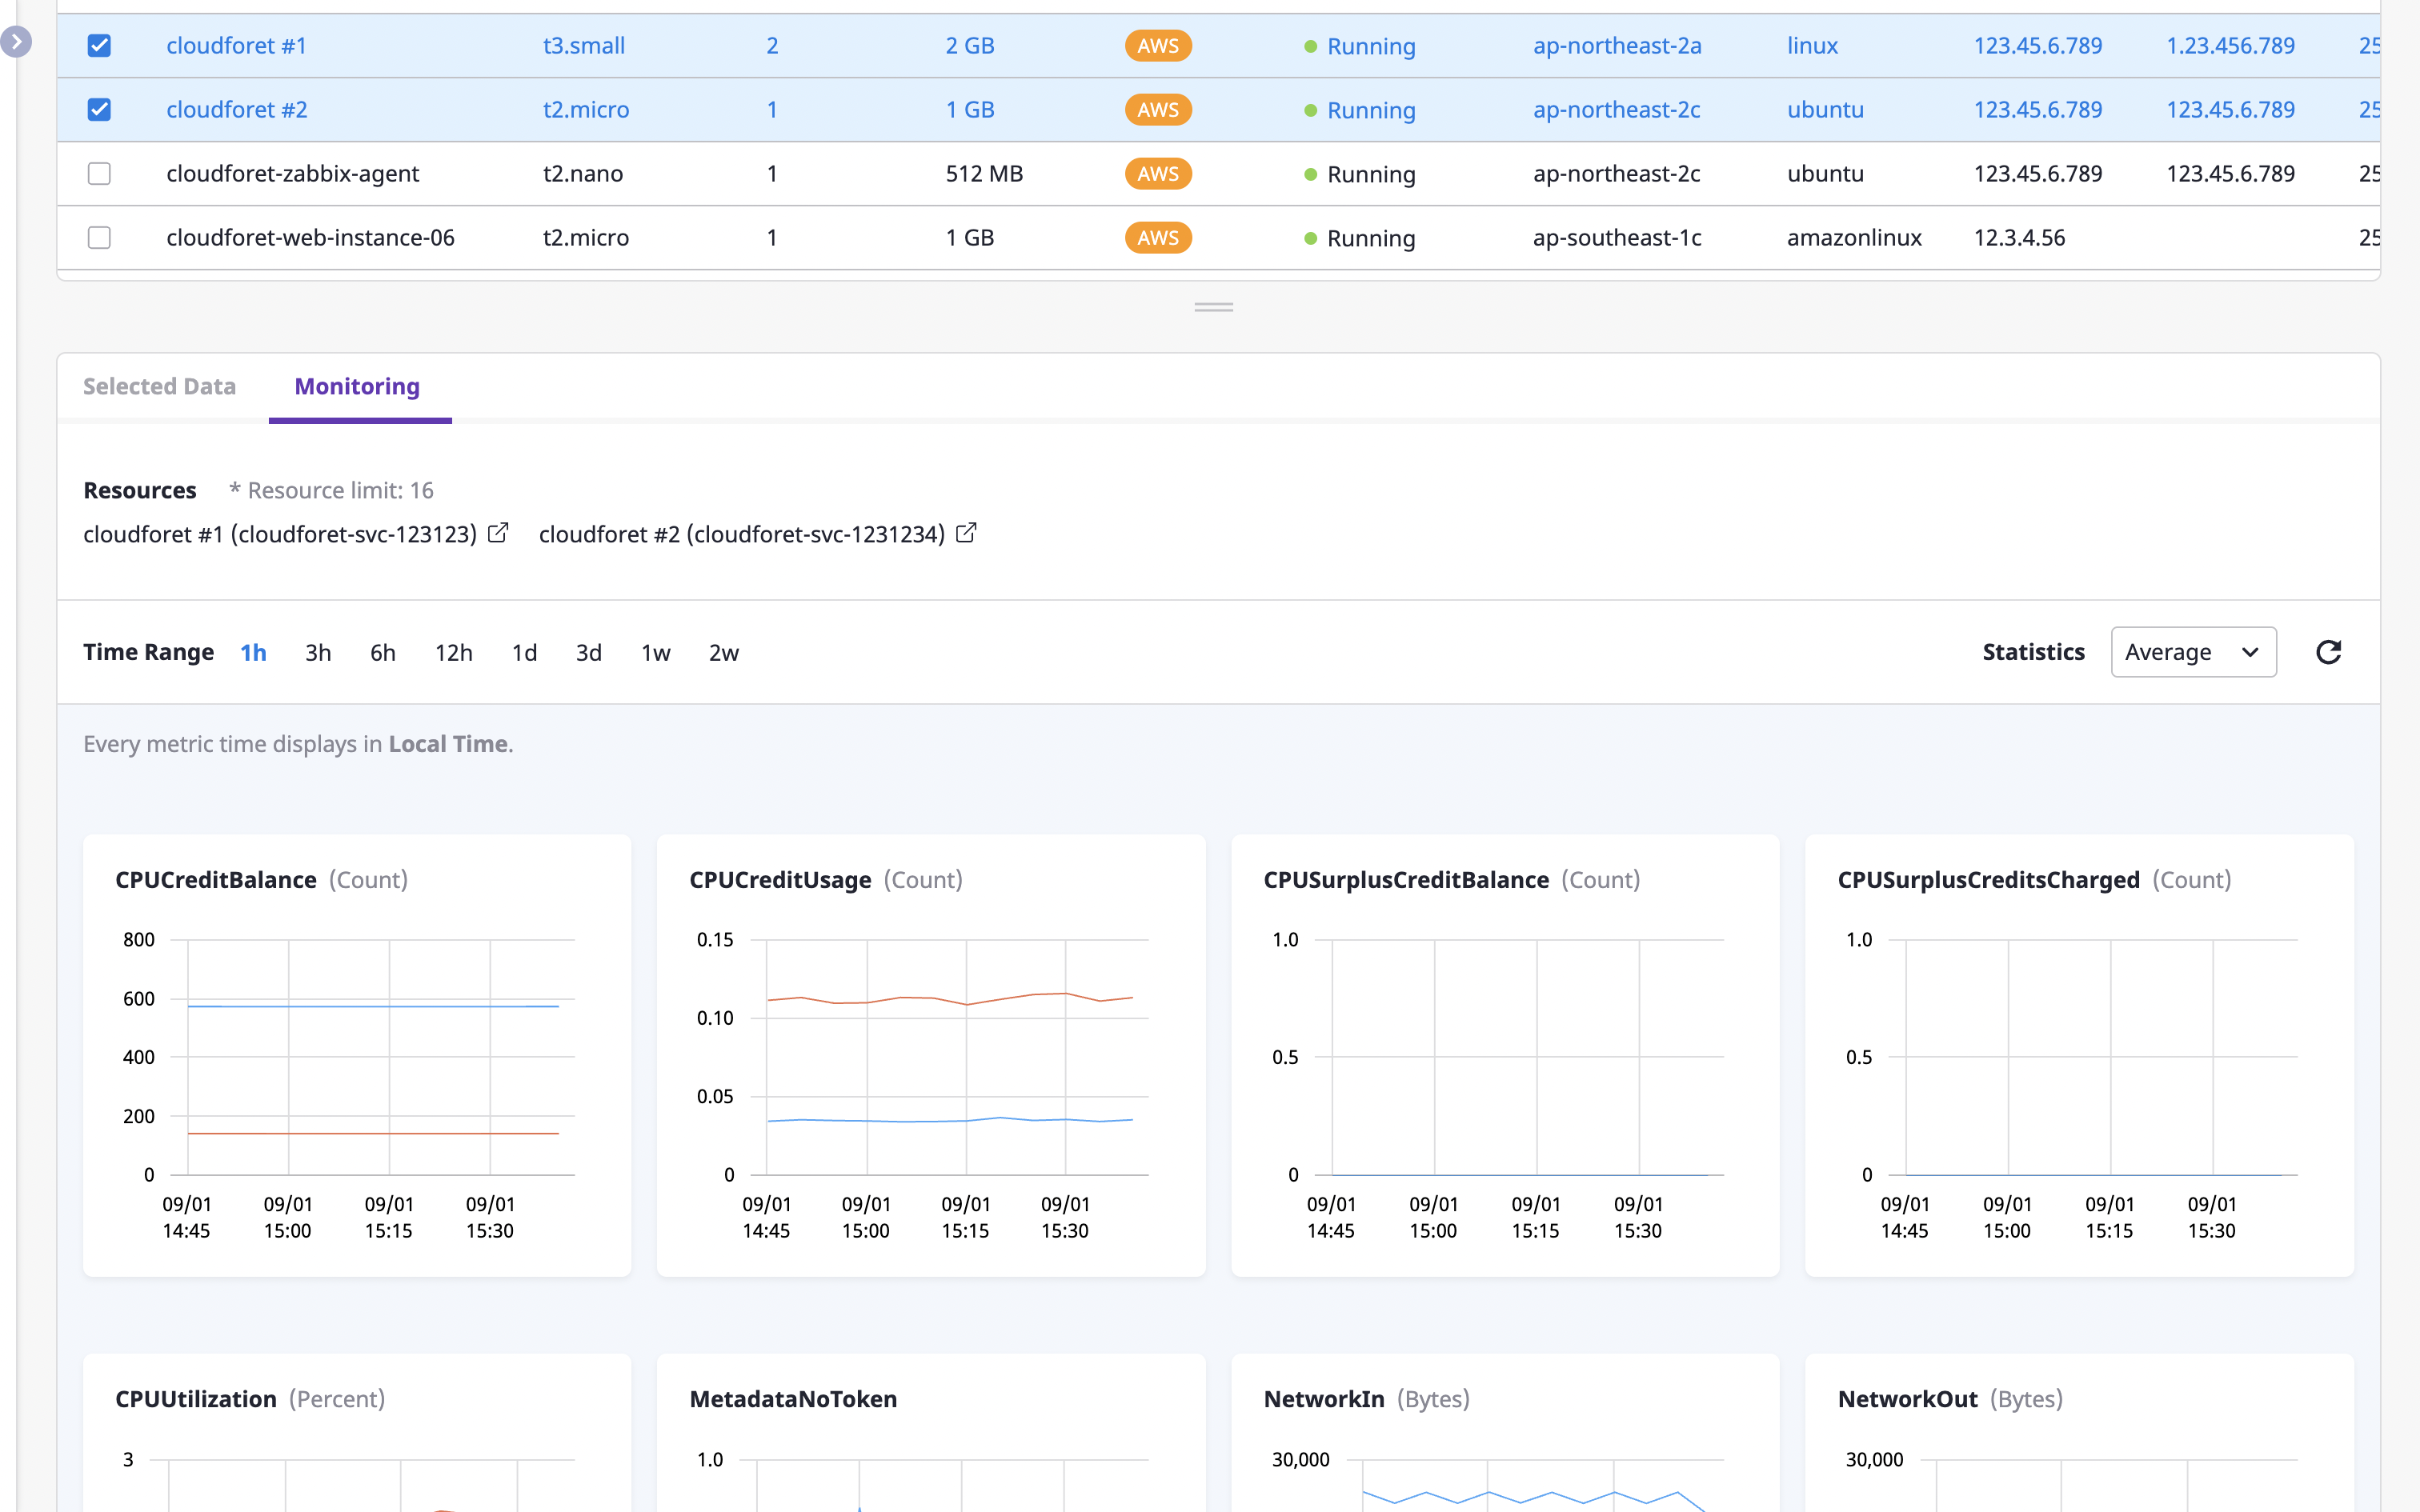 cloudforet #1 t3.small 2 2 GB AWS Running ap-northeast-2a linux 123.45.6.789 1.23.456.789 25
cloudforet #2 t2.micro 1 1 GB AWS Running ap-northeast-2c ubuntu 123.45.6.789 123.45.6.789 25
cloudforet-zabbix-agent t2.nano 1 512 MB AWS Running ap-northeast-2c ubuntu 123.45.6.789 123.45.6.789 25
cloudforet-web-instance-06 t2.micro 1 1 GB AWS Running ap-southeast-1c amazonlinux 12.3.4.56 25
Selected Data Monitoring
Resources * Resource limit: 16
cloudforet #1 (cloudforet-svc-123123) cloudforet #2 (cloudforet-svc-1231234)
Time Range 1h 3h 6h 12h 1d 3d 1w 2w Statistics Average
Every metric time displays in Local Time.
CPUCreditBalance (Count)
800
600
400
200
0
09/01 09/01 09/01 09/01
14:45 15:00 15:15 15:30
CPUCreditUsage (Count)
0.15
0.10
0.05
0
09/01 09/01 09/01 09/01
14:45 15:00 15:15 15:30
CPUSurplusCreditBalance (Count)
1.0
0.5
0
09/01 09/01 09/01 09/01
14:45 15:00 15:15 15:30
CPUSurplusCreditsCharged (Count)
1.0
0.5
0
09/01 09/01 09/01 09/01
14:45 15:00 15:15 15:30
CPUUtilization (Percent)
3
MetadataNoToken
1.0
NetworkIn (Bytes)
30,000
NetworkOut (Bytes)
30,000